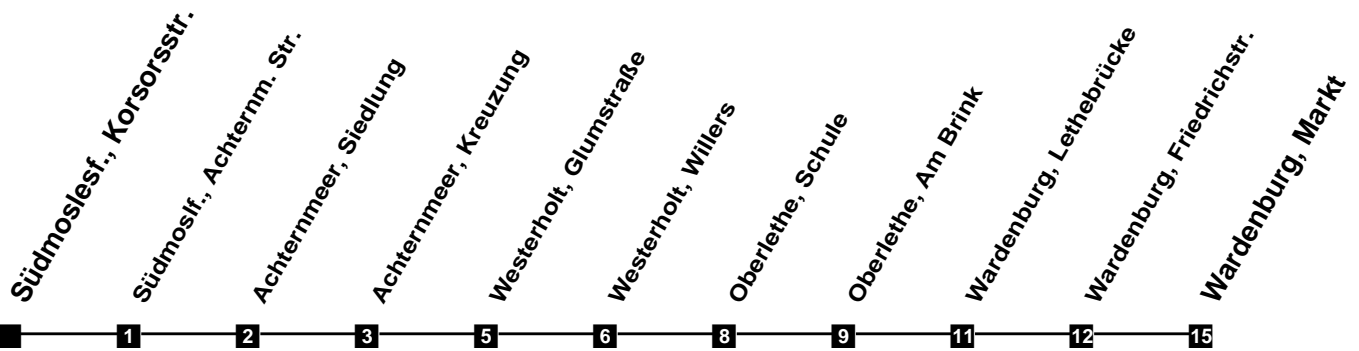 Südmoslesf., Korsorsstr.
Südmoslf., Achternm. Str.
Achternmeer, Siedlung
Achternmeer, Kreuzung
Westerholt, Glumstraße
Westerholt, Willers
Oberlethe, Schule
Oberlethe, Am Brink
Wardenburg, Lethebrücke
Wardenburg, Friedrichstr.
Wardenburg, Markt
1 2 3 5 6 8 9 11 12 15